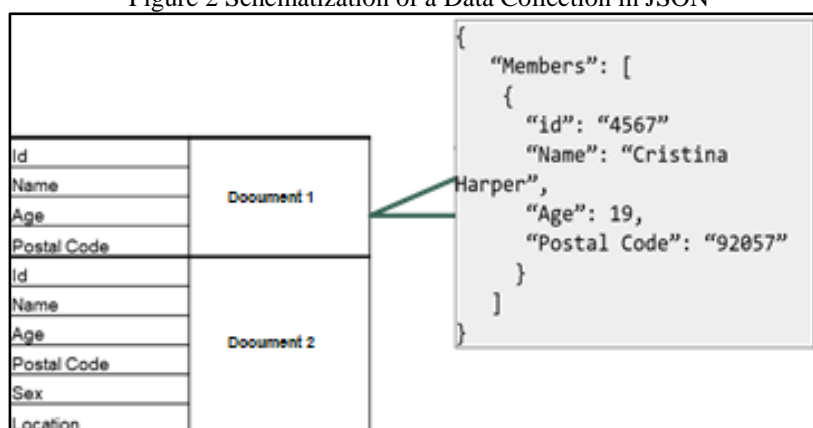 Figure 2 Schematization of a Data Collection in JSON
{
“Members”: [
{
“id”: “4567”
“Name”: “Cristina
Harper”,
“Age”: 19,
“Postal Code”: “92057”
}
]
}
Id
Name
Age
Postal Code
Document 1
Id
Name
Age
Postal Code
Sex
Location
Document 2